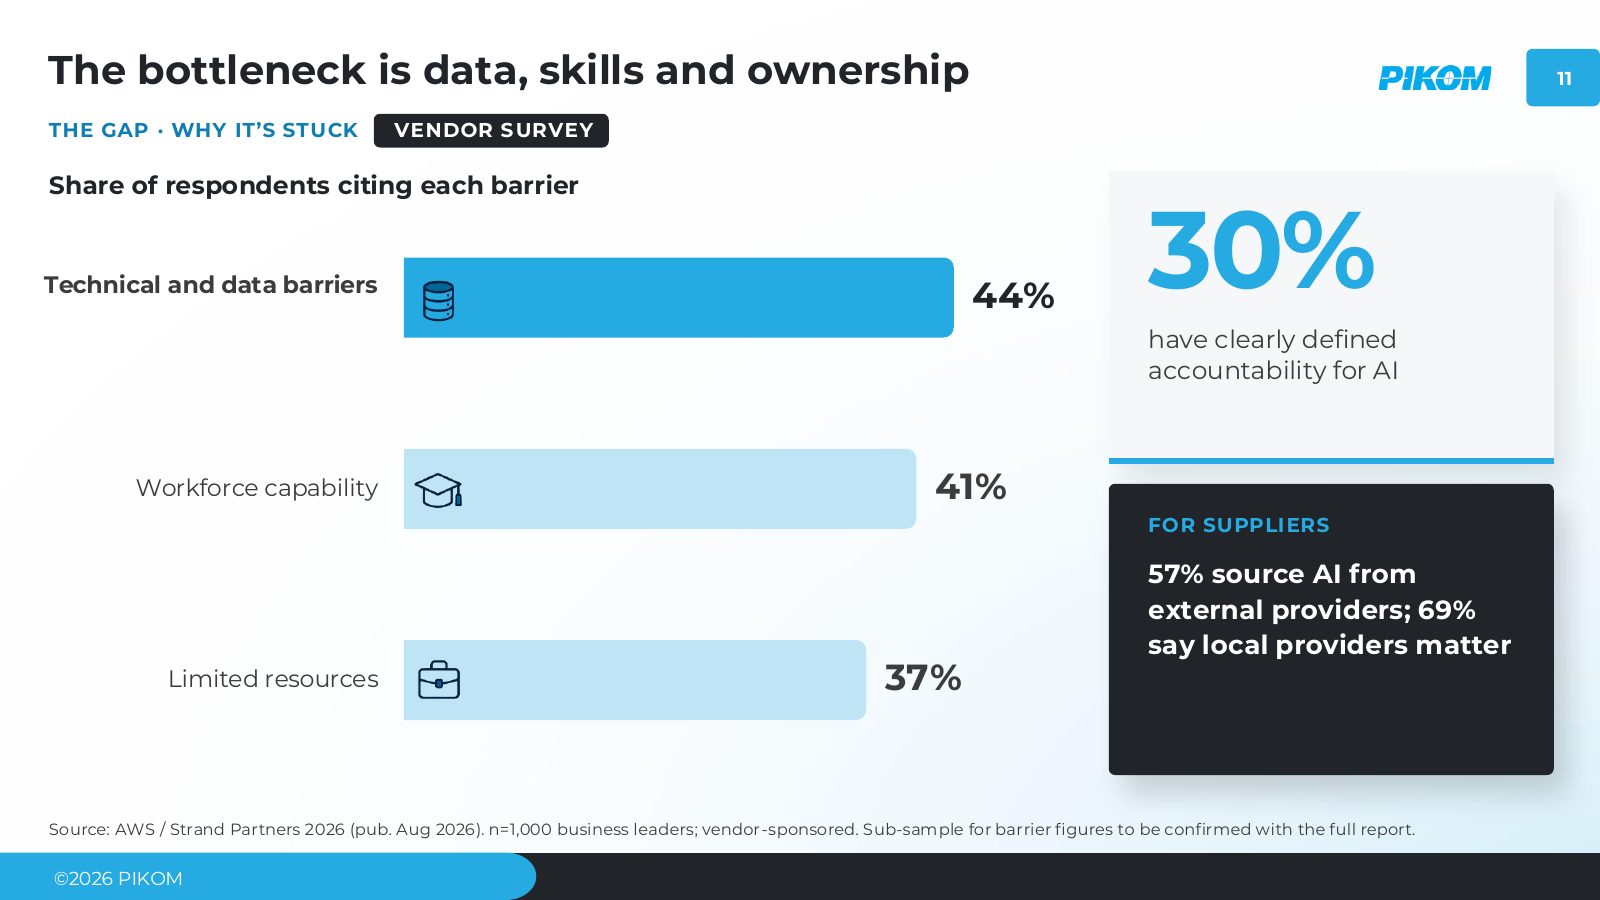 The bottleneck is data, skills and ownership
PIKOM
11
THE GAP · WHY IT’S STUCK
VENDOR SURVEY
Share of respondents citing each barrier
Technical and data barriers
44%
Workforce capability
41%
Limited resources
37%
30%
have clearly defined
accountability for AI
FOR SUPPLIERS
57% source AI from
external providers; 69%
say local providers matter
Source: AWS / Strand Partners 2026 (pub. Aug 2026). n=1,000 business leaders; vendor-sponsored. Sub-sample for barrier figures to be confirmed with the full report.
©2026 PIKOM